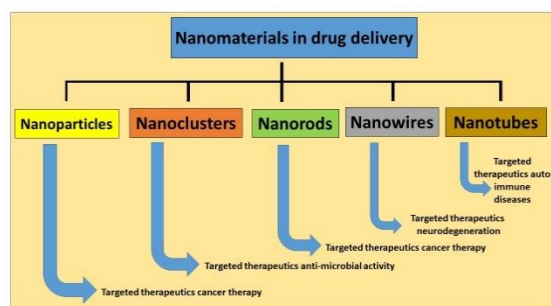 Nanomaterials in drug delivery
Nanoparticles
Nanoclusters
Nanorods
Nanowires
Nanotubes
Targeted
therapeutics auto
immune
diseases
Targeted therapeutics
neurodegeneration
Targeted therapeutics cancer therapy
Targeted therapeutics anti-microbial activity
Targeted therapeutics cancer therapy